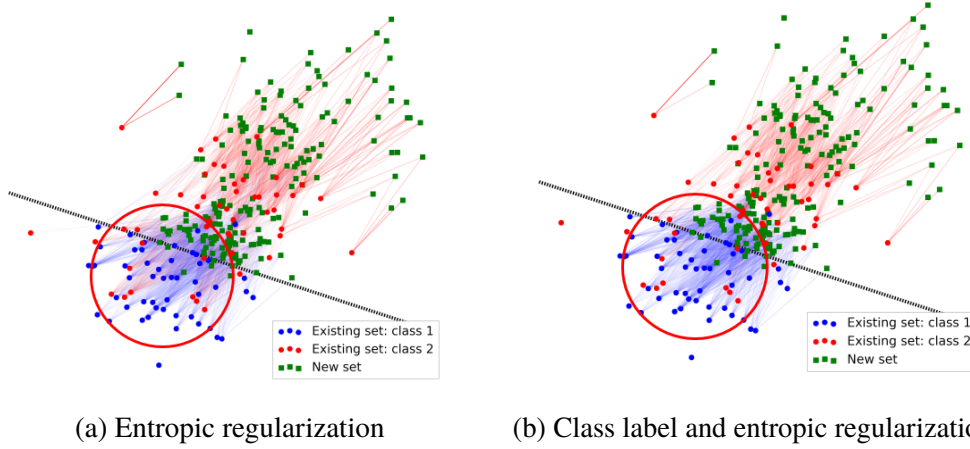 Existing set: class 1
Existing set: class 2
New set
Existing set: class 1
Existing set: class 2
New set
(a) Entropic regularization
(b) Class label and entropic regularizatio